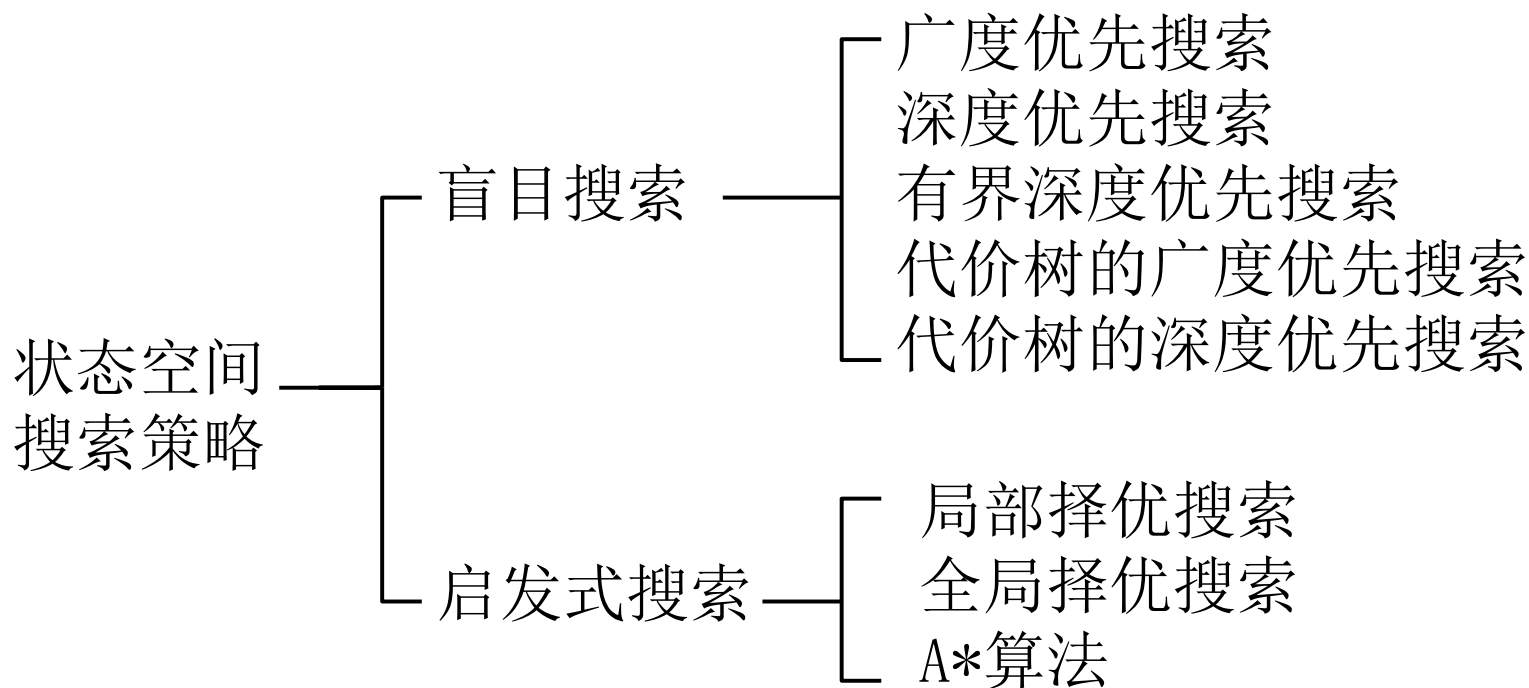 状态空间
搜索策略
盲目搜索
广度优先搜索
深度优先搜索
有界深度优先搜索
代价树的广度优先搜索
代价树的深度优先搜索
启发式搜索
局部择优搜索
全局择优搜索
A*算法